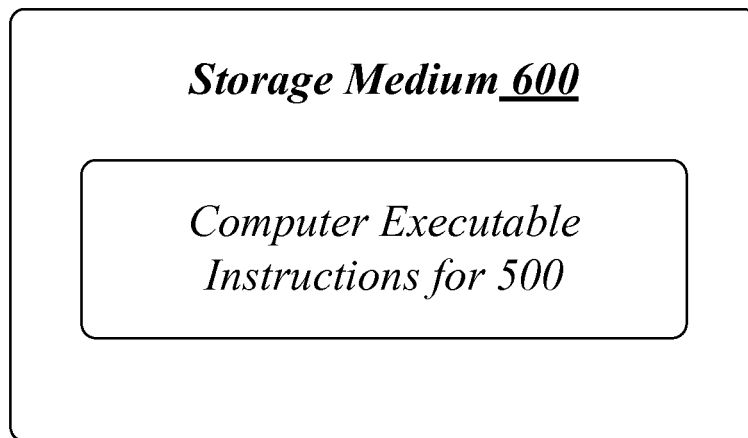 Storage Medium 600
Computer Executable
Instructions for 500